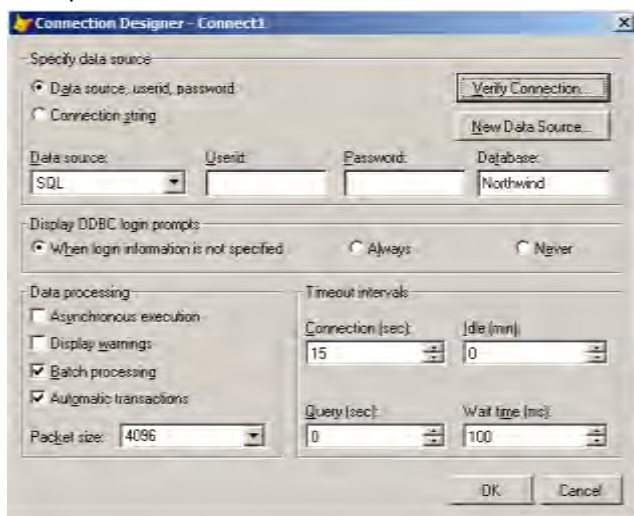 Connection Designer - Connect1
Specify data source
Data source, userid, password
Verify Connection...
Connection string
New Data Source...
Data source:
Userid:
Password:
Database:
SQL
Northwind
Display ODBC login prompts
When login information is not specified
Always
Never
Data processing
Timeout intervals
Asynchronous execution
Connection (sec):
Idle (min):
Display warnings
15
0
Batch processing
Automatic transactions
Query (sec):
Wait time (ms):
Packet size:
4096
0
100
OK
Cancel